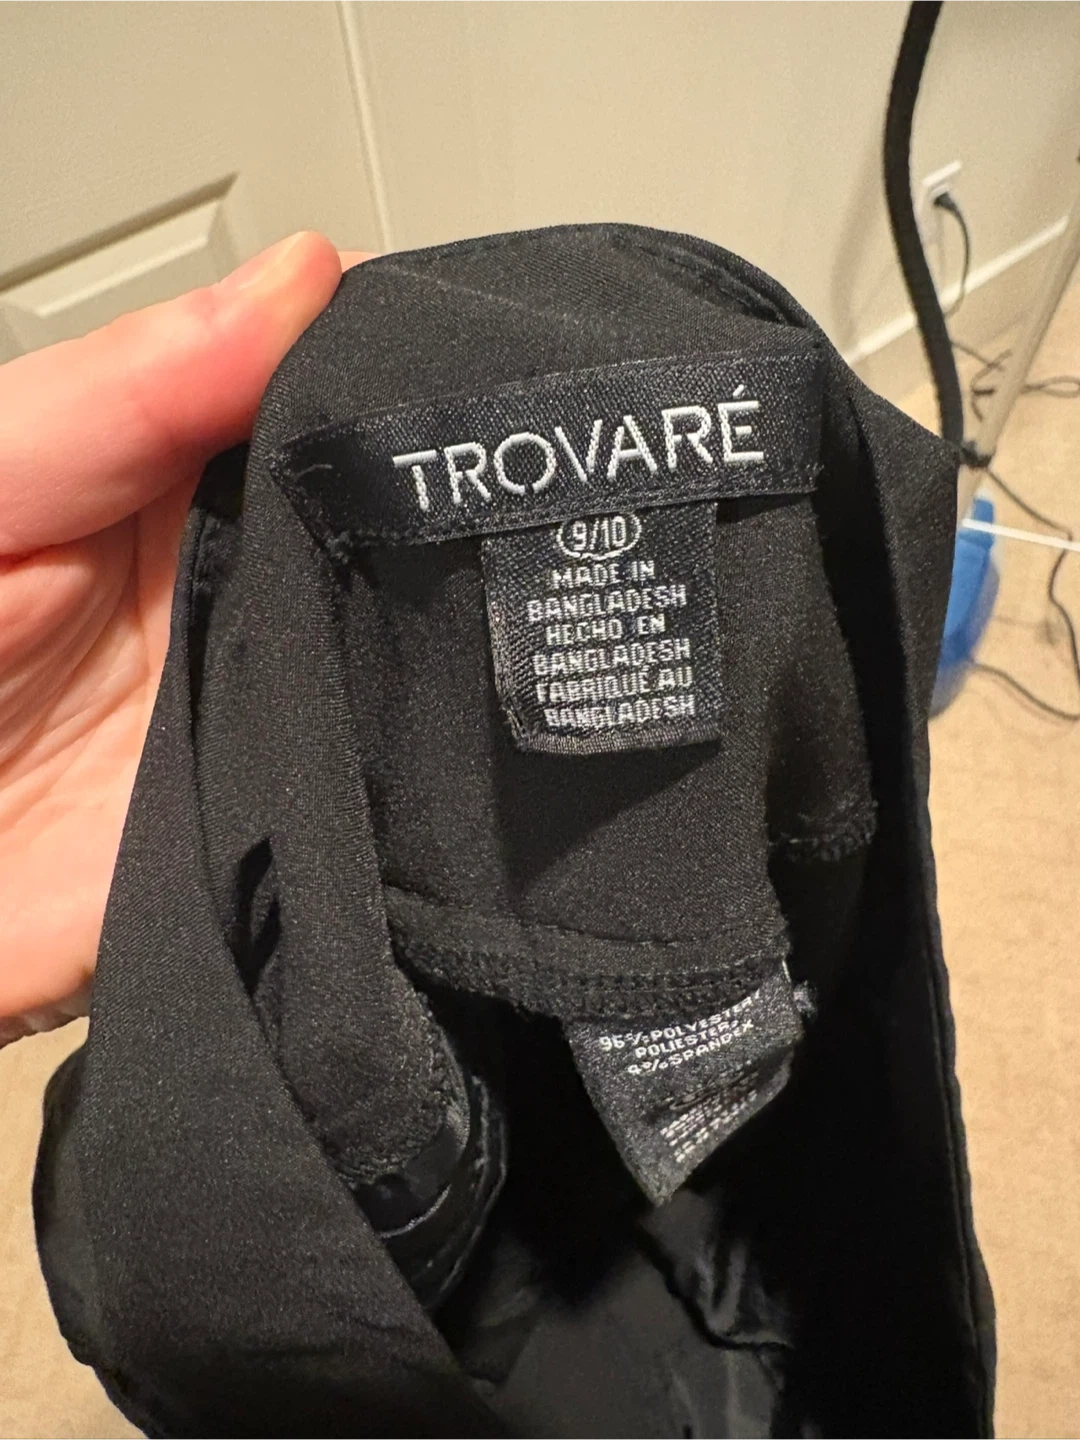 TROVARÉ
9/10
MADE IN
BANGLADESH
HECHO EN
BANGLADESH
FABRIQUE AU
BANGLADESH
96% POLYESTER/
POLIESTER/
4% SPANDEX